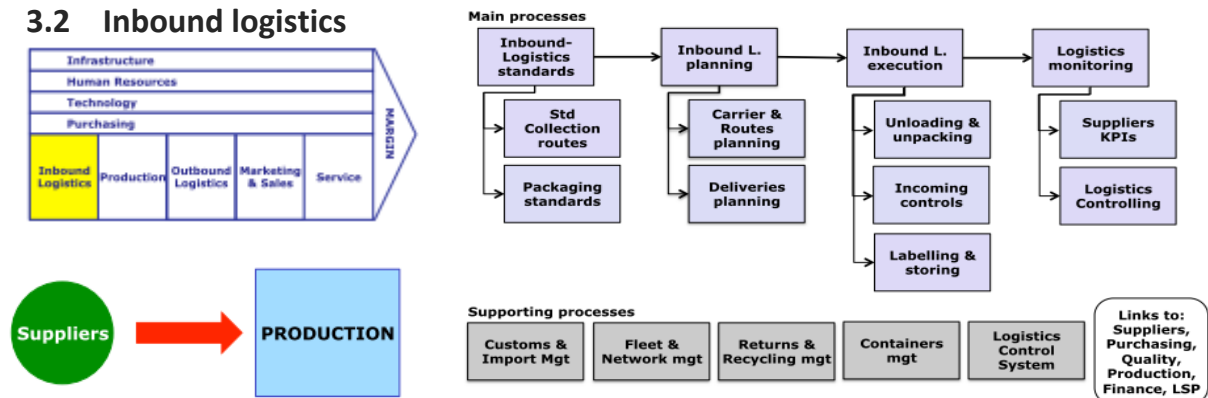 3.2 Inbound logistics
Infrastructure
Human Resources
Technology
Purchasing
MARGIN
Inbound
Logistics
Production
Outbound
Logistics
Marketing
& Sales
Service
Suppliers
PRODUCTION
Main processes
Inbound-
Logistics
standards
Inbound L.
planning
Inbound L.
execution
Logistics
monitoring
Std
Collection
routes
Carrier &
Routes
planning
Unloading &
unpacking
Suppliers
KPIs
Packaging
standards
Deliveries
planning
Incoming
controls
Logistics
Controlling
Labelling &
storing
Supporting processes
Customs &
Import Mgt
Fleet &
Network mgt
Returns &
Recycling mgt
Containers
mgt
Logistics
Control
System
Links to:
Suppliers,
Purchasing,
Quality,
Production,
Finance, LSP